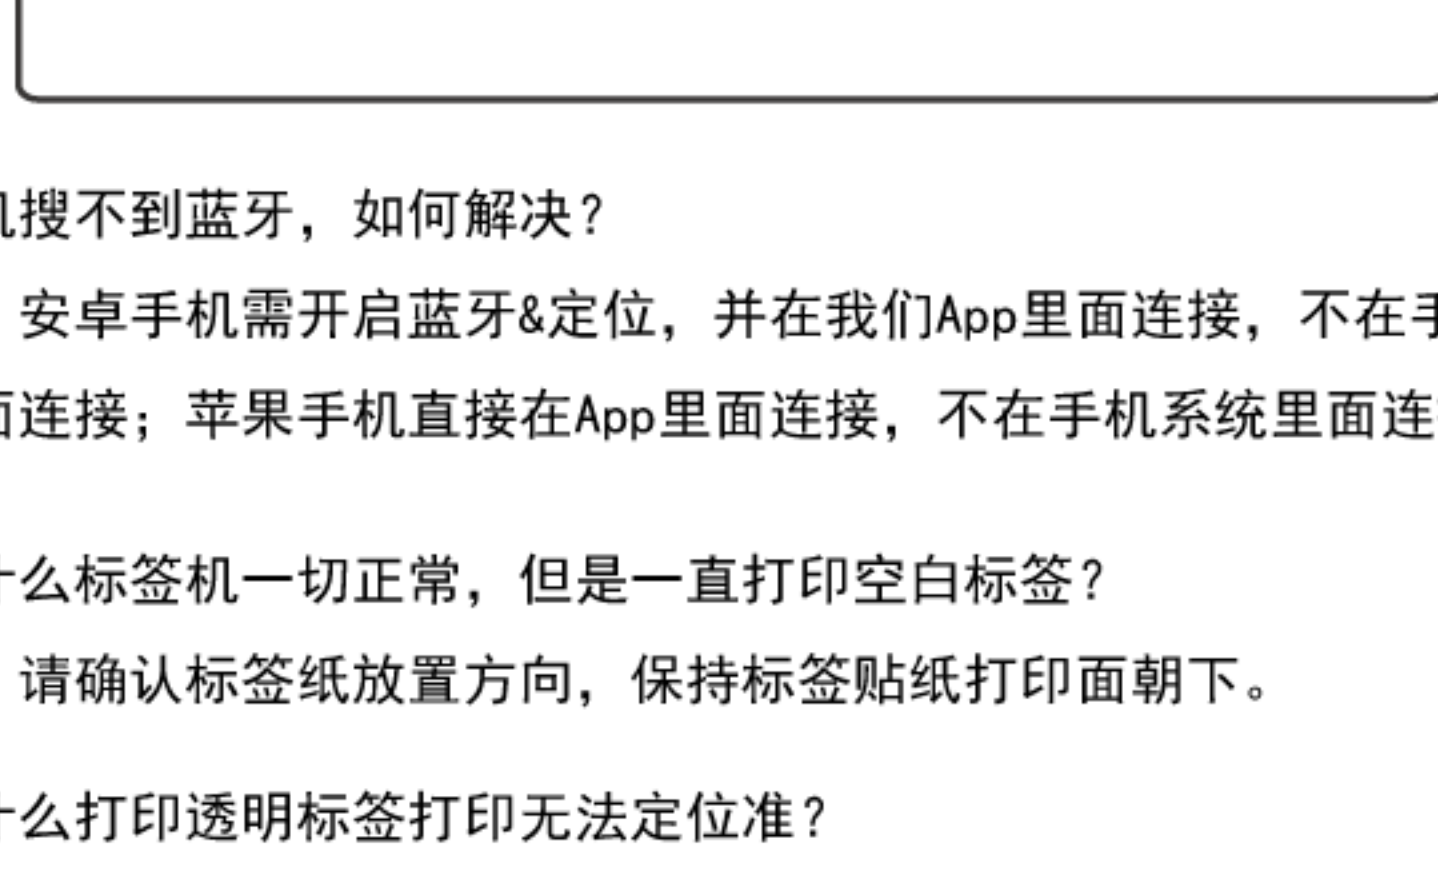 搜不到蓝牙，如何解决？
安卓手机需开启蓝牙&定位，并在我们App里面连接，不在手
连接；苹果手机直接在App里面连接，不在手机系统里面连
么标签机一切正常，但是一直打印空白标签？
请确认标签纸放置方向，保持标签贴纸打印面朝下。
么打印透明标签打印无法定位准？